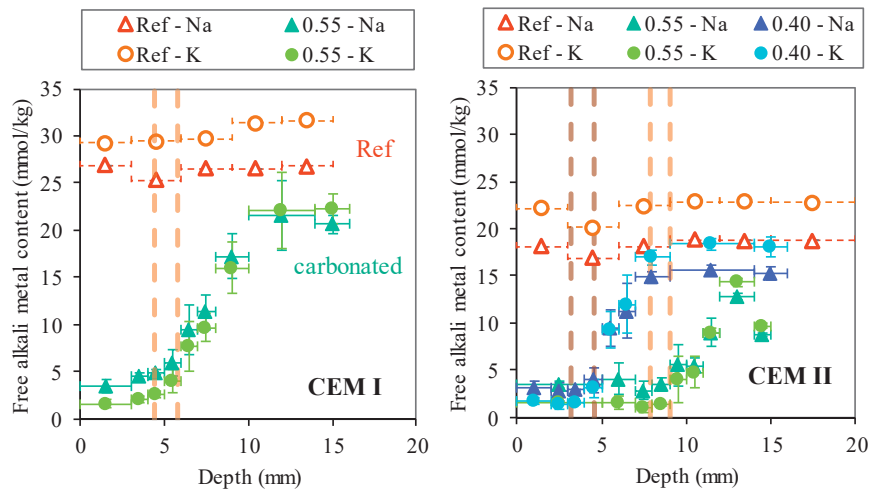 Ref - Na 0.55 - Na
Ref - K 0.55 - K
Free alkali metal content (mmol/kg)
35
30
25
20
15
10
5
0
Ref
carbonated
CEM I
0 5 10 15 20
Depth (mm)
Ref - Na 0.55 - Na 0.40 - Na
Ref - K 0.55 - K 0.40 - K
Free alkali metal content (mmol/kg)
35
30
25
20
15
10
5
0
CEM II
0 5 10 15 20
Depth (mm)